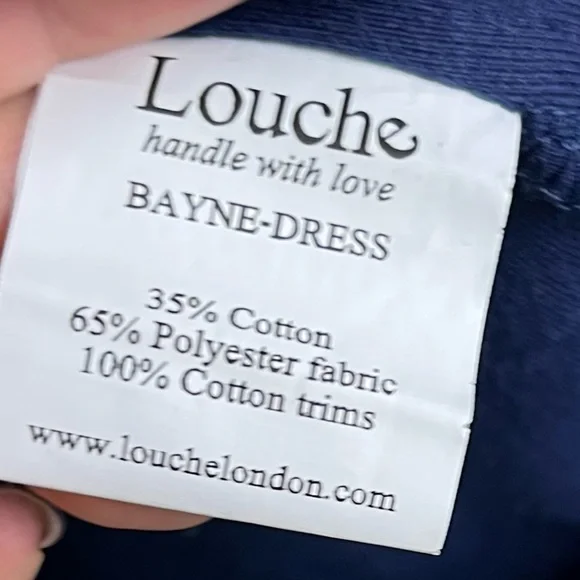 Louche
handle with love
BAYNE-DRESS
35% Cotton
65% Polyester fabric
100% Cotton trims
www.louchelondon.com